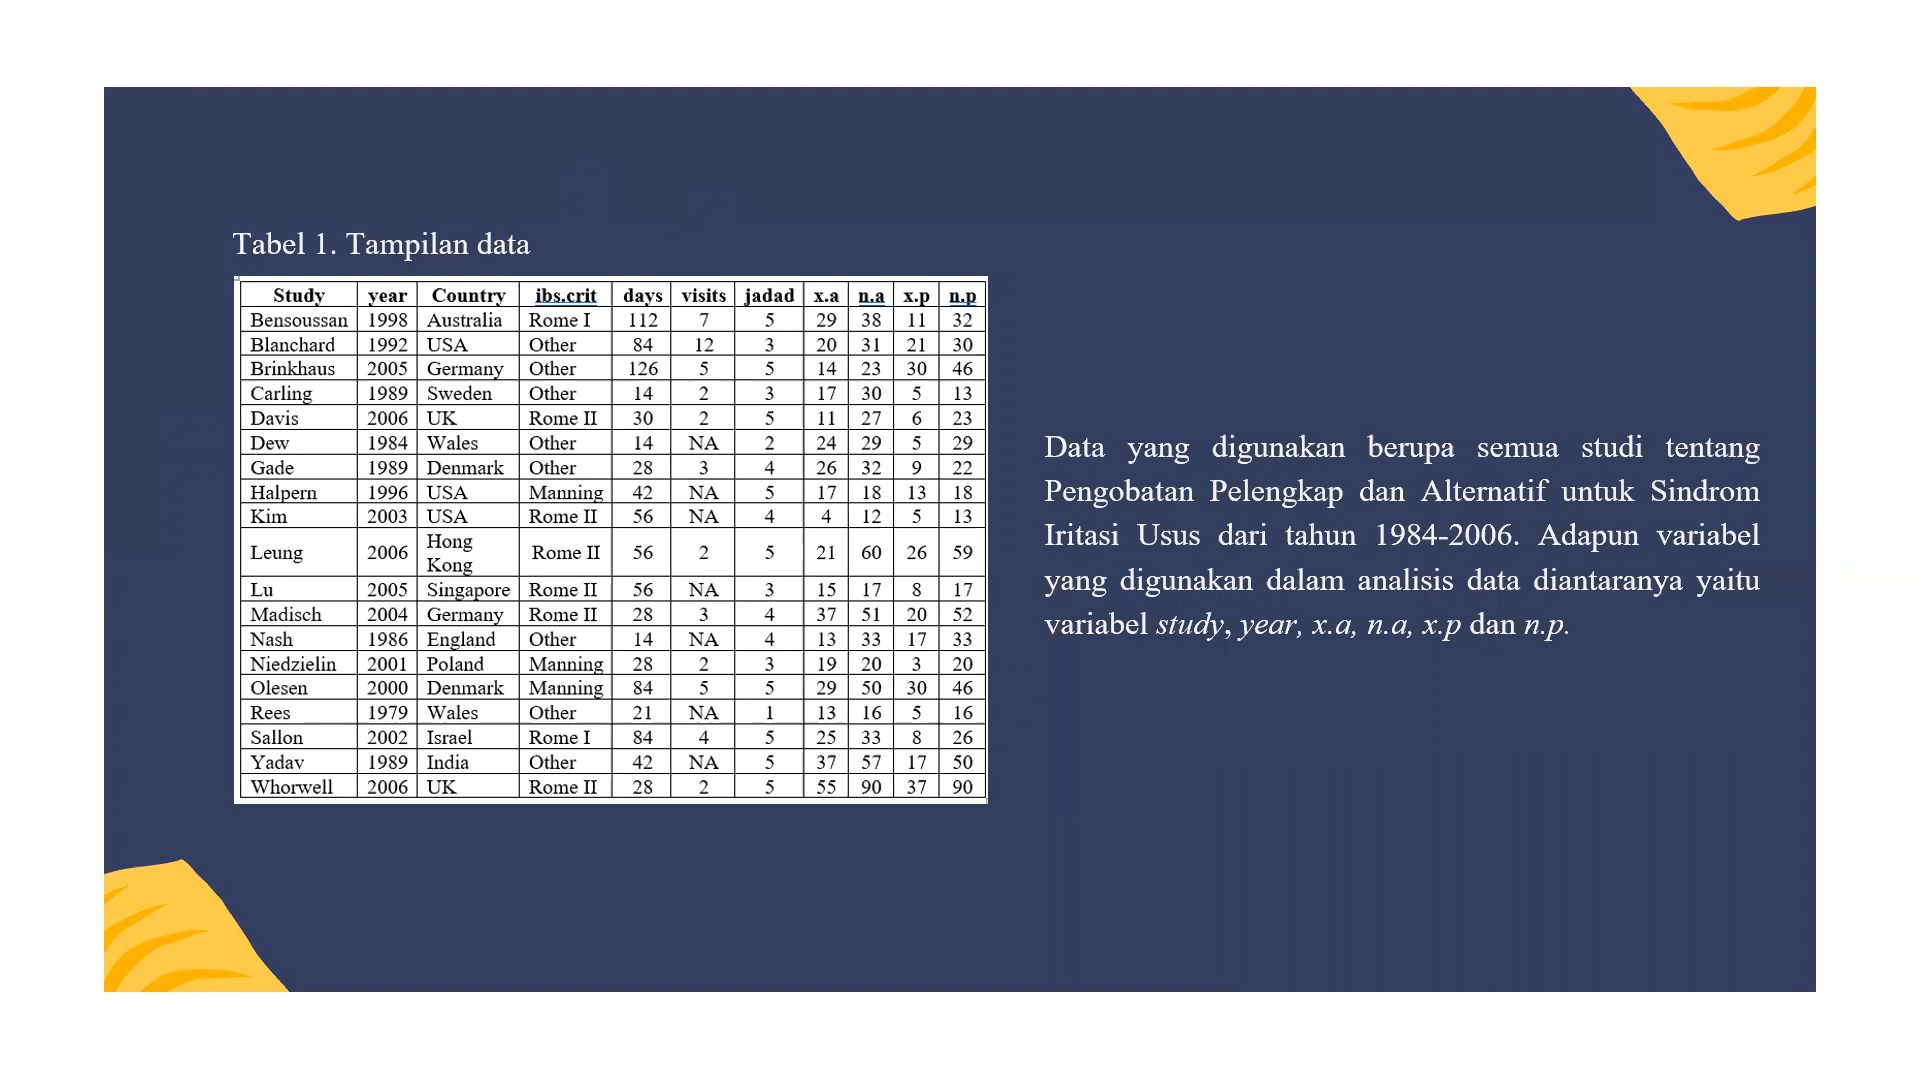 Tabel 1. Tampilan data
Study year Country ibs.crit days visits jadad x.a n.a x.p n.p
Bensoussan 1998 Australia Rome I 112 7 5 29 38 11 32
Blanchard 1992 USA Other 84 12 3 20 31 21 30
Brinkhaus 2005 Germany Other 126 5 5 14 23 30 46
Carling 1989 Sweden Other 14 2 3 17 30 5 13
Davis 2006 UK Rome II 30 2 5 11 27 6 23
Dew 1984 Wales Other 14 NA 2 24 29 5 29
Gade 1989 Denmark Other 28 3 4 26 32 9 22
Halpern 1996 USA Manning 42 NA 5 17 18 13 18
Kim 2003 USA Rome II 56 NA 4 4 12 5 13
Leung 2006 Hong Kong Rome II 56 2 5 21 60 26 59
Lu 2005 Singapore Rome II 56 NA 3 15 17 8 17
Madisch 2004 Germany Rome II 28 3 4 37 51 20 52
Nash 1986 England Other 14 NA 4 13 33 17 33
Niedzielin 2001 Poland Manning 28 2 3 19 20 3 20
Olesen 2000 Denmark Manning 84 5 5 29 50 30 46
Rees 1979 Wales Other 21 NA 1 13 16 5 16
Sallon 2002 Israel Rome I 84 4 5 25 33 8 26
Yadav 1989 India Other 42 NA 5 37 57 17 50
Whorwell 2006 UK Rome II 28 2 5 55 90 37 90
Data yang digunakan berupa semua studi tentang
Pengobatan Pelengkap dan Alternatif untuk Sindrom
Iritasi Usus dari tahun 1984-2006. Adapun variabel
yang digunakan dalam analisis data diantaranya yaitu
variabel study, year, x.a, n.a, x.p dan n.p.